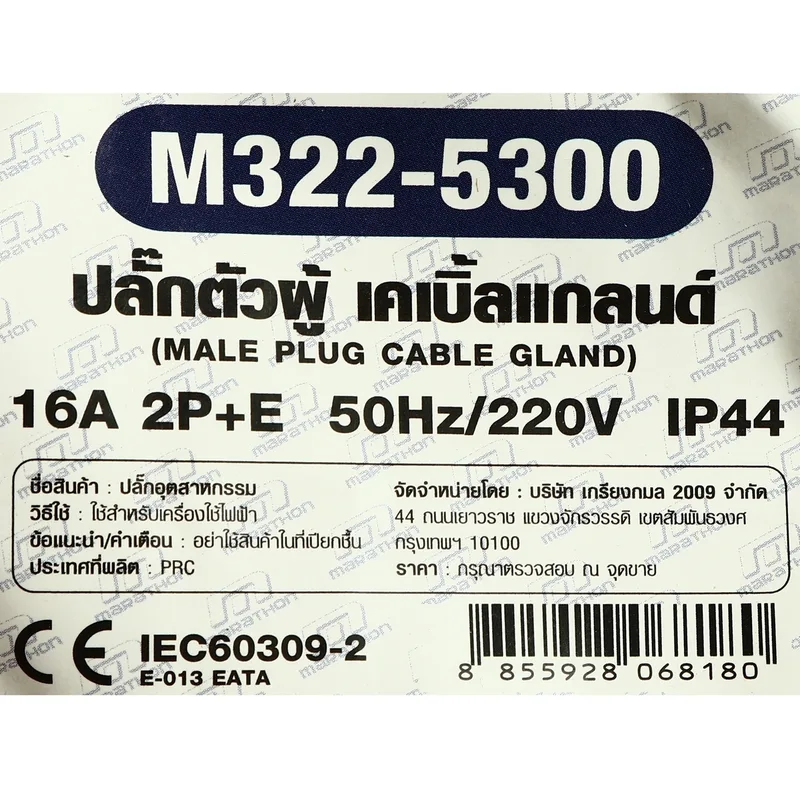 M322-5300
ปลั๊กตัวผู้ เคเบิ้ลแกลนด์
(MALE PLUG CABLE GLAND)
16A 2P+E 50Hz/220V IP44
ชื่อสินค้า : ปลั๊กอุตสาหกรรม
วิธีใช้ : ใช้สำหรับเครื่องใช้ไฟฟ้า
ข้อแนะนำ/คำเตือน : อย่าใช้สินค้าในที่เปียกชื้น
ประเทศที่ผลิต : PRC
จัดจำหน่ายโดย : บริษัท เกรียงกมล 2009 จำกัด
44 ถนนเยาวราช แขวงจักรวรรดิ เขตสัมพันธวงศ
กรุงเทพฯ 10100
ราคา : กรุณาตรวจสอบ ณ จุดขาย
CE IEC60309-2
E-013 EATA
8 855928 068180
MARATHON